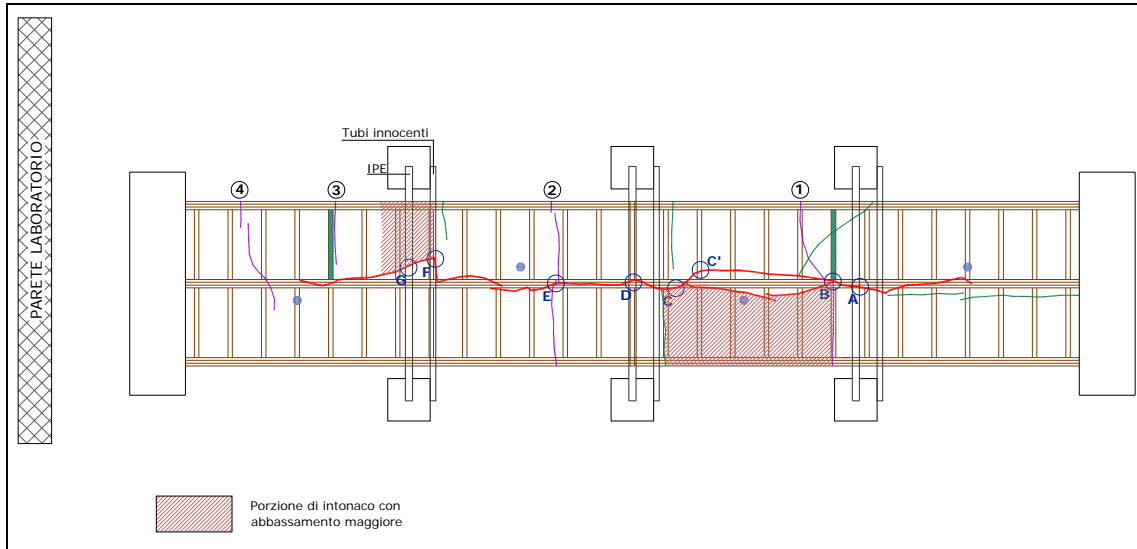 PARETE LABORATORIO
Tubi innocenti
IPE
4
3
2
1
G
F
E
D
C
C'
B
A
Porzione di intonaco con
abbassamento maggiore